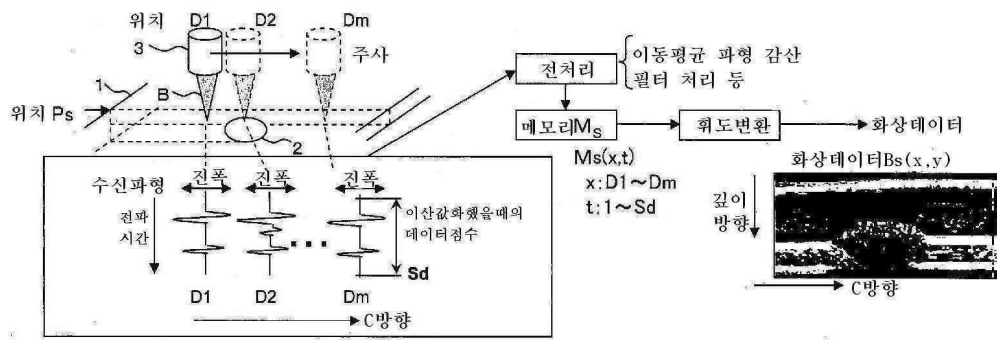 위치 D1 D2 Dm
3
주사
1
B
위치 Ps
2
전처리
이동평균 파형 감산
필터 처리 등
메모리Ms
휘도변환
화상데이터
Ms(x,t)
x:D1~Dm
t:1~Sd
화상데이터Bs(x,y)
깊이
방향
C방향
수신파형
진폭 진폭 진폭
전파
시간
이산값화했을때의
데이터점수
Sd
D1 D2 Dm
C방향